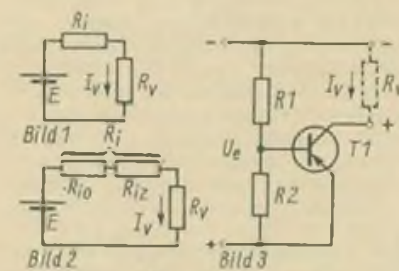 Ri
Iv
Rv
E
Bild 1
Ri
Rio
Riz
E
Iv
Rv
Bild 2
-
-
R1
Iv
Rv
Ue
T1
+
R2
+
Bild 3